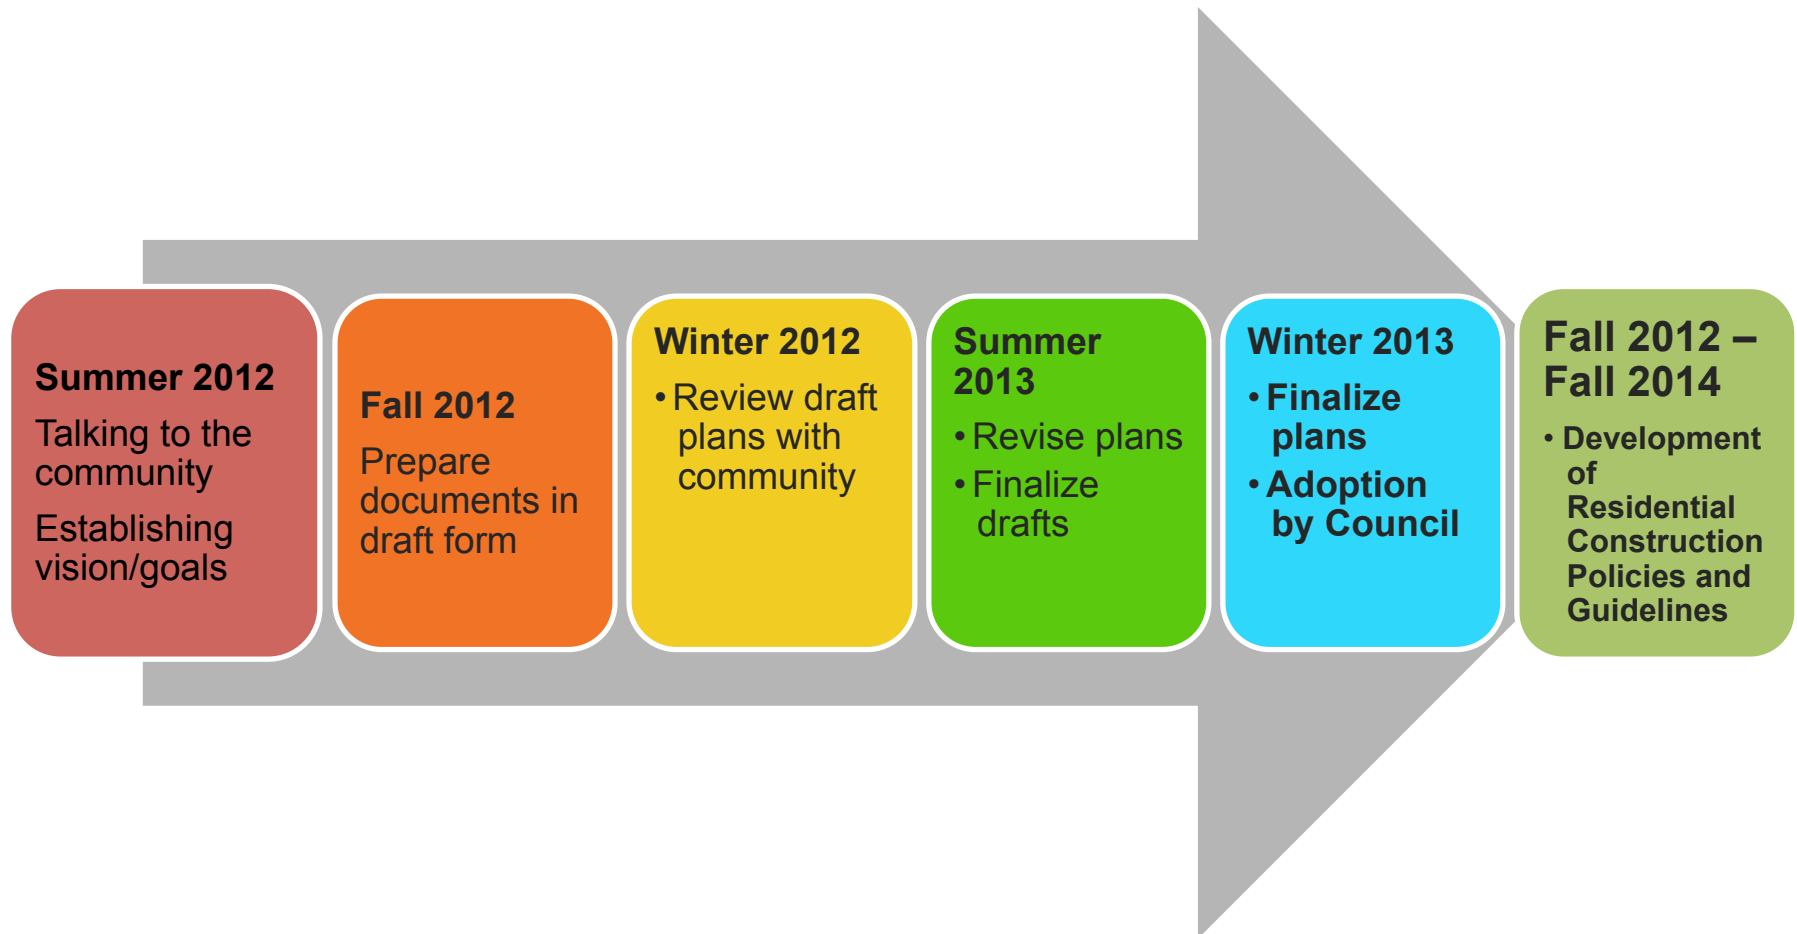 Summer 2012
Talking to the
community
Establishing
vision/goals
Fall 2012
Prepare
documents in
draft form
Winter 2012
• Review draft
plans with
community
Summer
2013
• Revise plans
• Finalize
drafts
Winter 2013
• Finalize
plans
• Adoption
by Council
Fall 2012 –
Fall 2014
• Development
of
Residential
Construction
Policies and
Guidelines